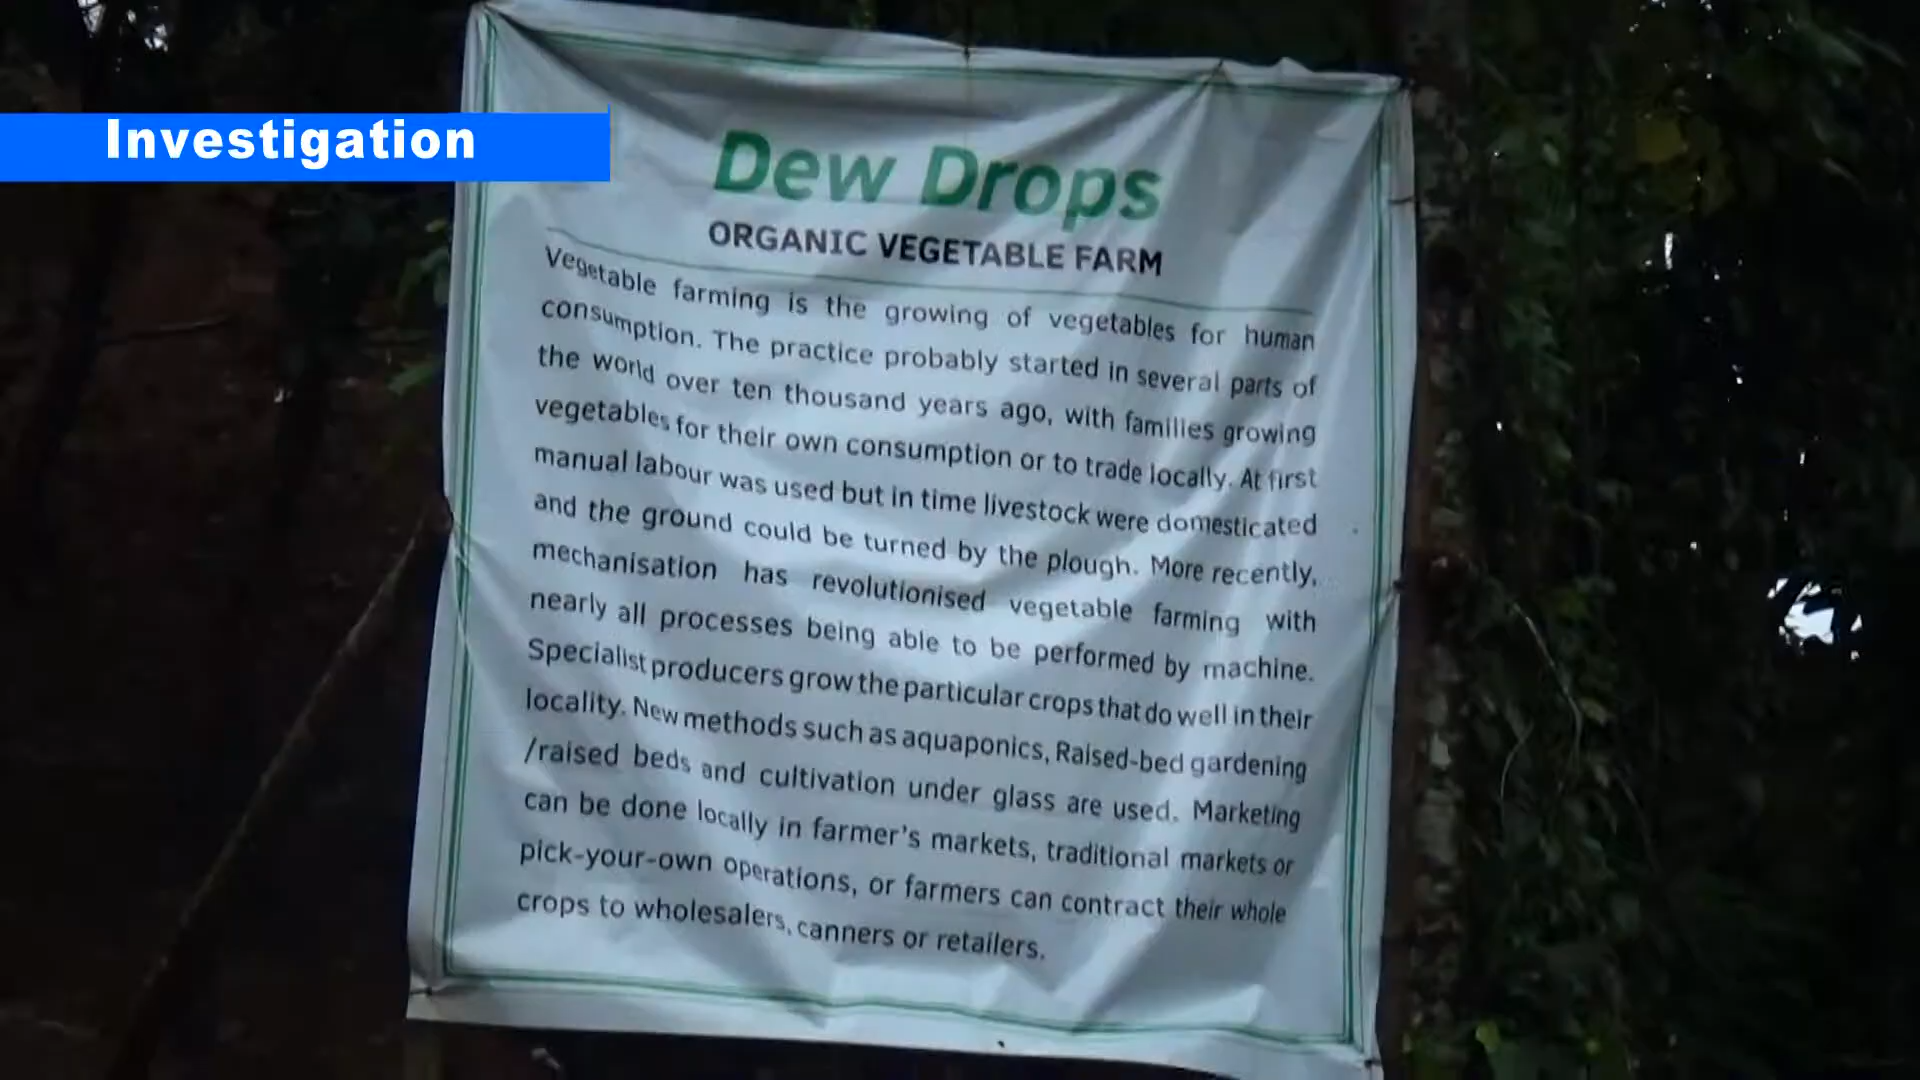 Investigation
Dew Drops
ORGANIC VEGETABLE FARM
Vegetable farming is the growing of vegetables for human
consumption. The practice probably started in several parts of
the world over ten thousand years ago, with families growing
vegetables for their own consumption or to trade locally. At first
manual labour was used but in time livestock were domesticated
and the ground could be turned by the plough. More recently,
mechanisation has revolutionised vegetable farming with
nearly all processes being able to be performed by machine.
Specialist producers grow the particular crops that do well in their
locality. New methods such as aquaponics, Raised-bed gardening
/raised beds and cultivation under glass are used. Marketing
can be done locally in farmer's markets, traditional markets or
pick-your-own operations, or farmers can contract their whole
crops to wholesalers, canners or retailers.